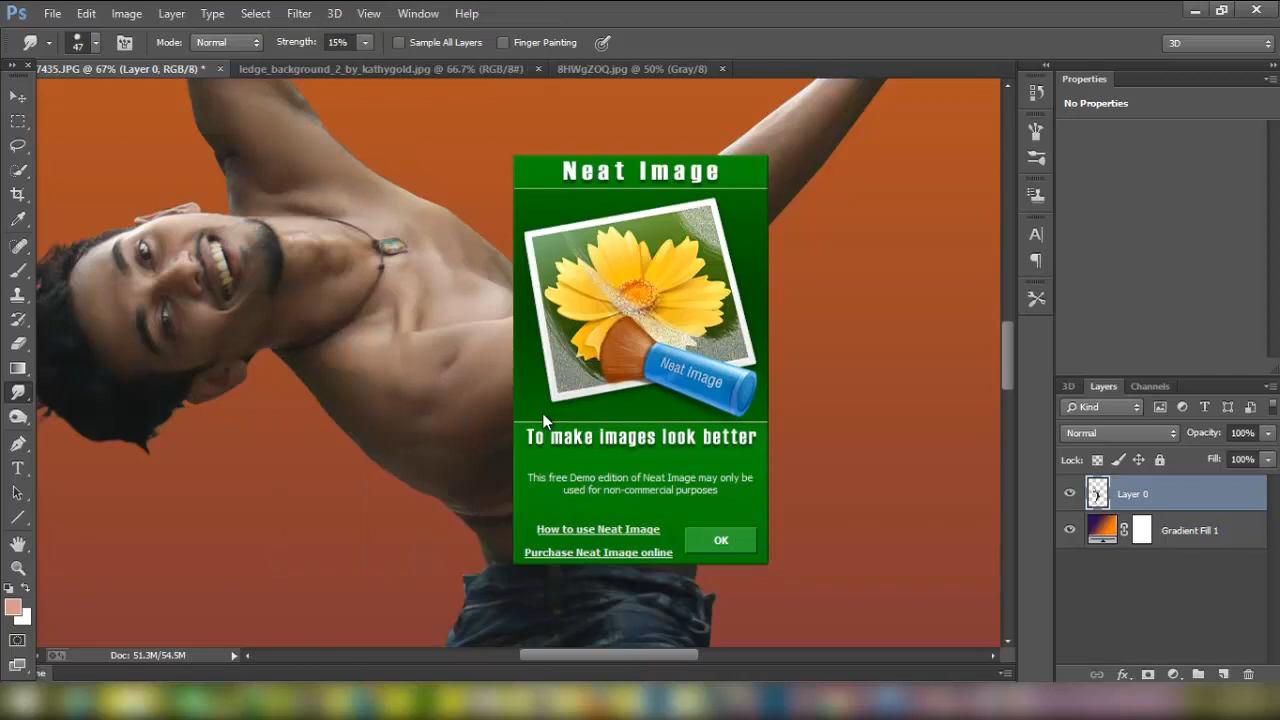 Ps File Edit Image Layer Type Select Filter 3D View Window Help
47 Mode: Normal Strength: 15% Sample All Layers Finger Painting 3D
7435.JPG @ 67% (Layer 0, RGB/8) * × ledge_background_2_by_kathygold.jpg @ 66.7% (RGB/8#) × 8HWgZOQ.jpg @ 50% (Gray/8) ×
Properties
No Properties
Neat Image
Neat Image
To make images look better
This free Demo edition of Neat Image may only be
used for non-commercial purposes
How to use Neat Image
OK
Purchase Neat Image online
3D Layers Channels
Kind
Normal Opacity: 100%
Lock: Fill: 100%
Layer 0
Gradient Fill 1
Doc: 51.3M/54.5M